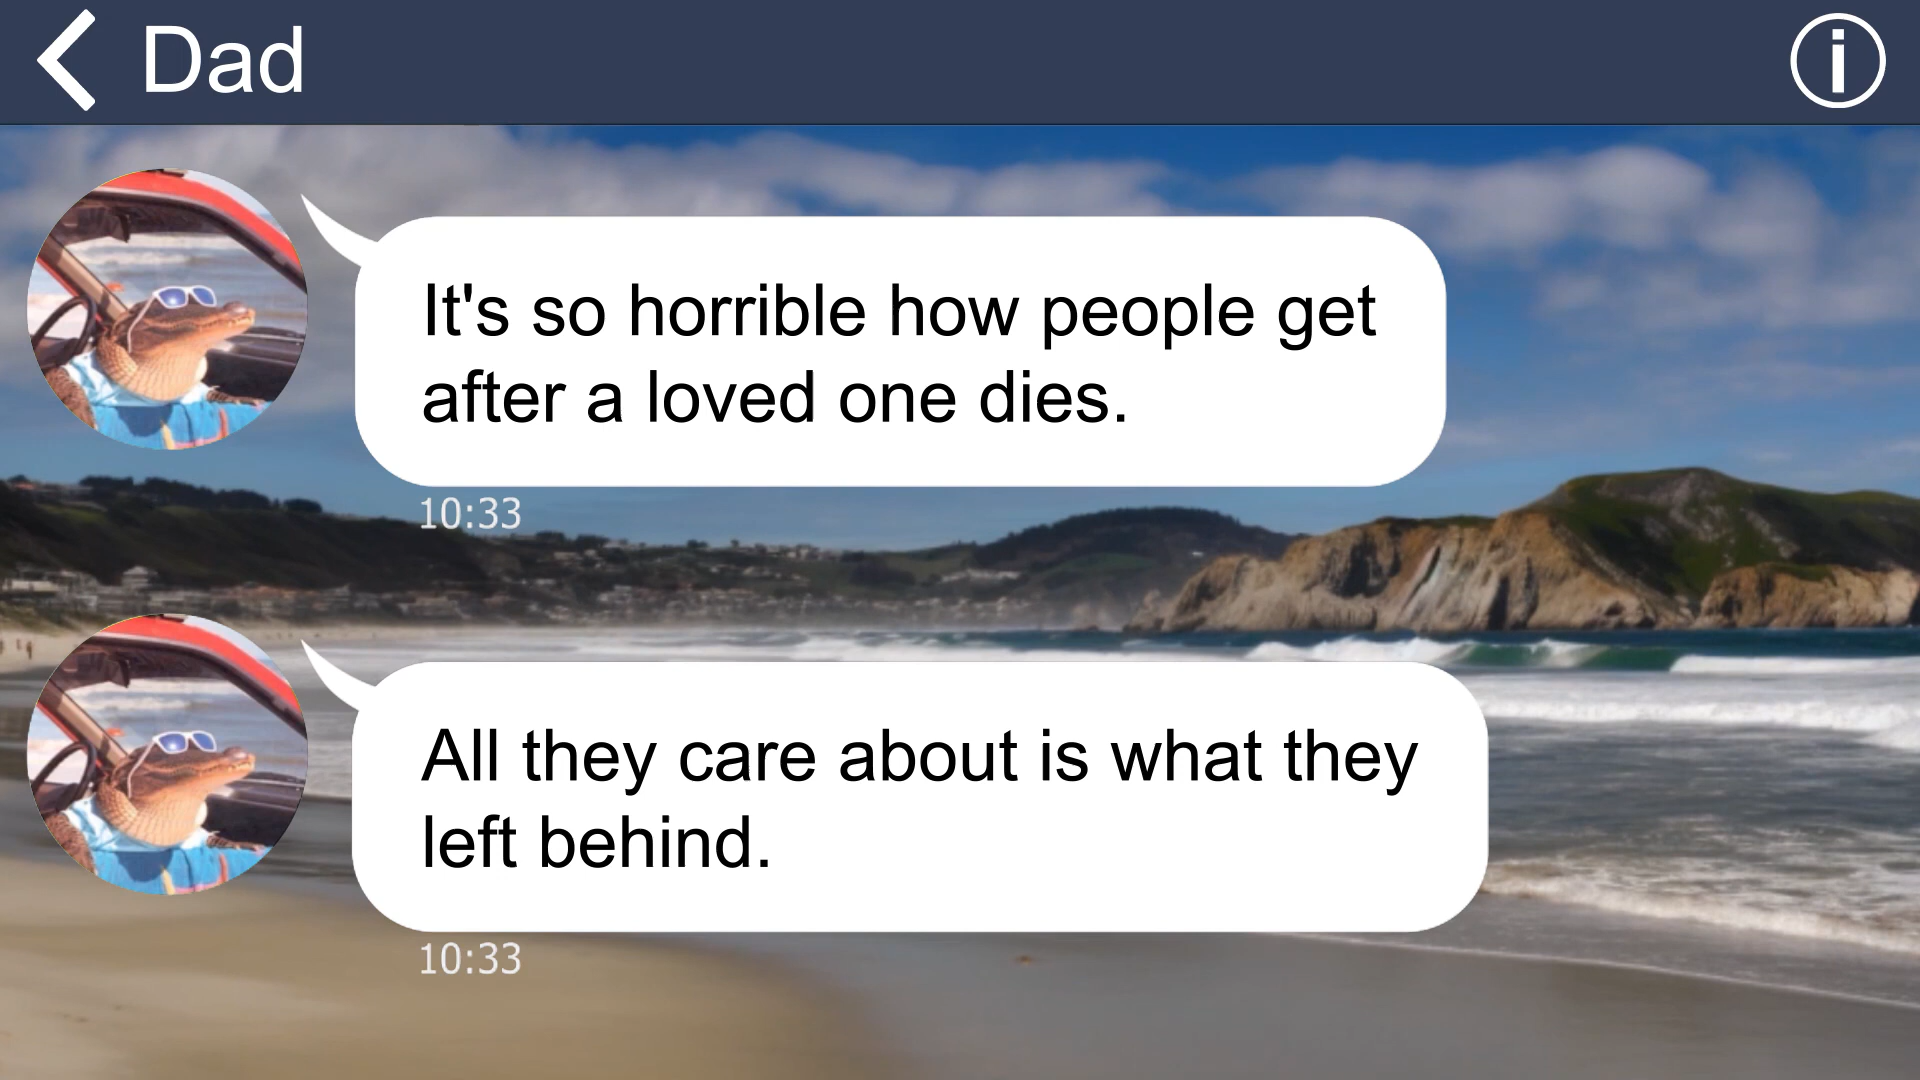 Dad
It's so horrible how people get
after a loved one dies.
10:33
All they care about is what they
left behind.
10:33